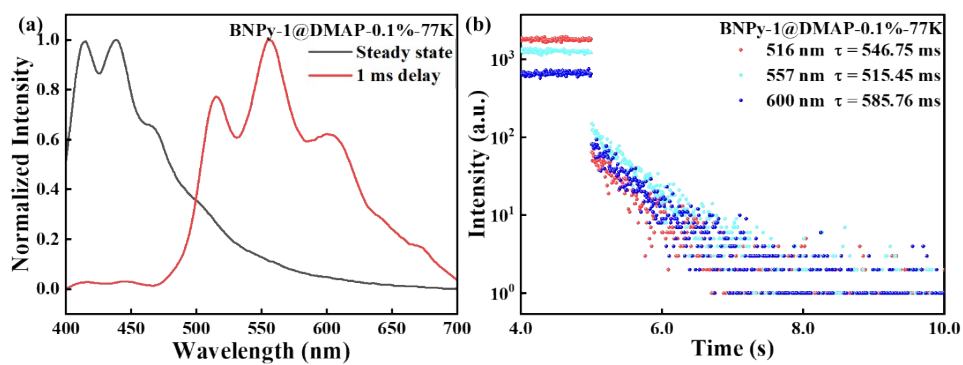 (a)
BNPy-1@DMAP-0.1%-77K
Steady state
1 ms delay
Normalized Intensity
1.0
0.8
0.6
0.4
0.2
0.0
400 450 500 550 600 650 700
Wavelength (nm)
(b)
BNPy-1@DMAP-0.1%-77K
516 nm τ = 546.75 ms
557 nm τ = 515.45 ms
600 nm τ = 585.76 ms
Intensity (a.u.)
10³
10²
10¹
10⁰
4.0 6.0 8.0 10.0
Time (s)